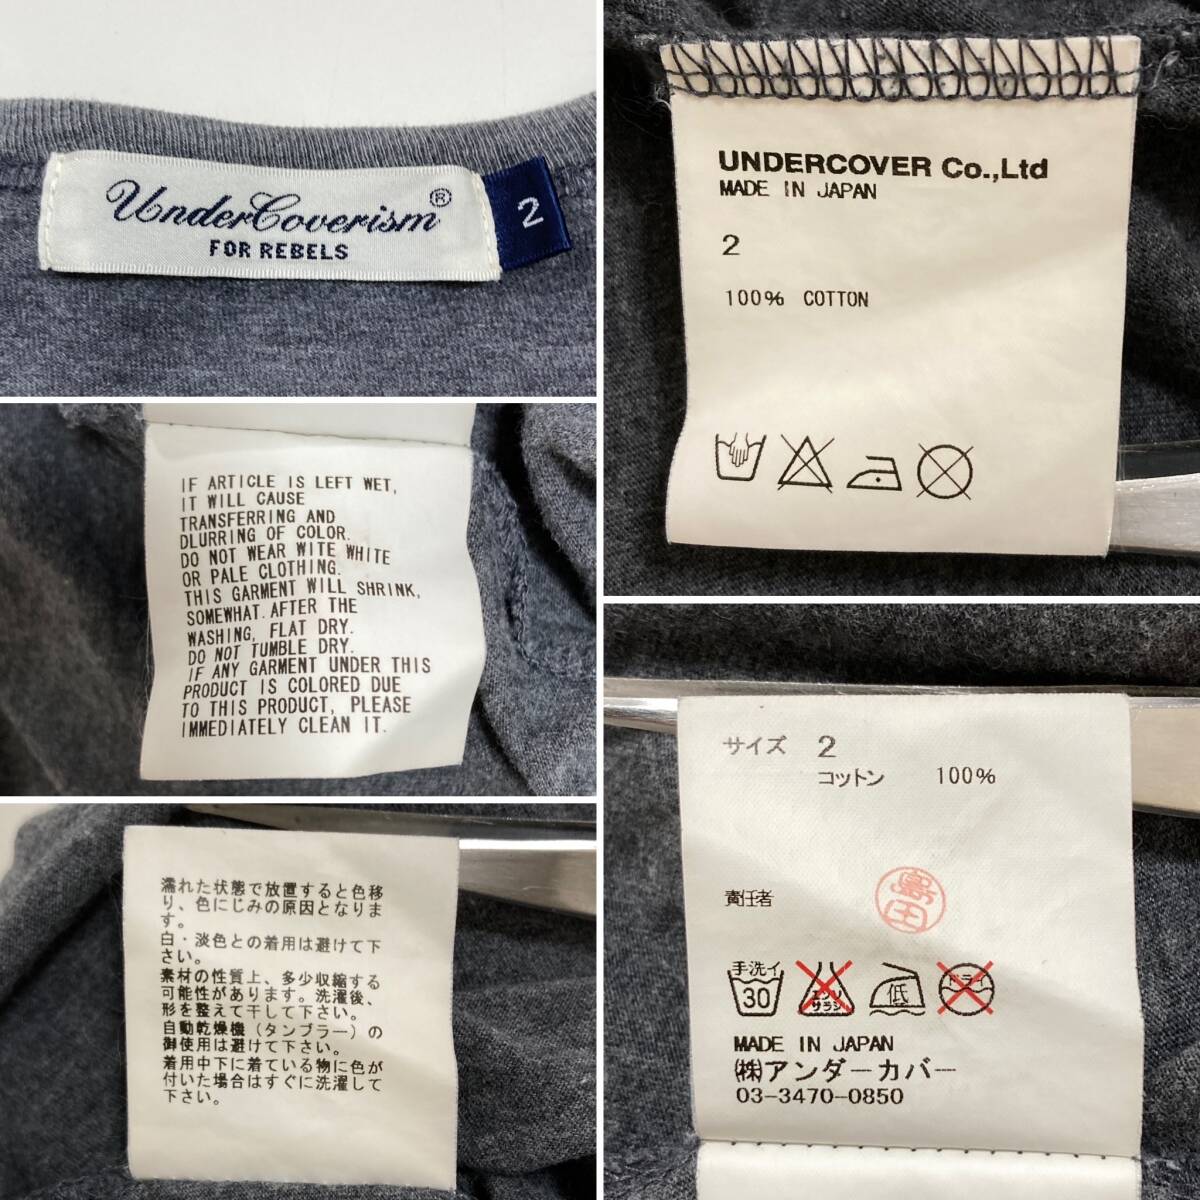 UnderCoverism®
FOR REBELS
2
UNDERCOVER Co.,Ltd
MADE IN JAPAN
2
100% COTTON
IF ARTICLE IS LEFT WET,
IT WILL CAUSE
TRANSFERRING AND
DLURRING OF COLOR.
DO NOT WEAR WITE WHITE
OR PALE CLOTHING.
THIS GARMENT WILL SHRINK,
SOMEWHAT.AFTER THE
WASHING, FLAT DRY.
DO NOT TUMBLE DRY.
IF ANY GARMENT UNDER THIS
PRODUCT IS COLORED DUE
TO THIS PRODUCT, PLEASE
IMMEDIATELY CLEAN IT.
サイズ 2
コットン 100%
責任者
島田
手洗イ
30
エンソ
サラシ
低
ドライ
MADE IN JAPAN
㈱アンダーカバー
03-3470-0850
濡れた状態で放置すると色移
り、色にじみの原因となりま
す。
白・淡色との着用は避けて下
さい。
素材の性質上、多少収縮する
可能性があります。洗濯後、
形を整えて干して下さい。
自動乾燥機（タンブラー）の
御使用は避けて下さい。
着用中下に着ている物に色が
付いた場合はすぐに洗濯して
下さい。